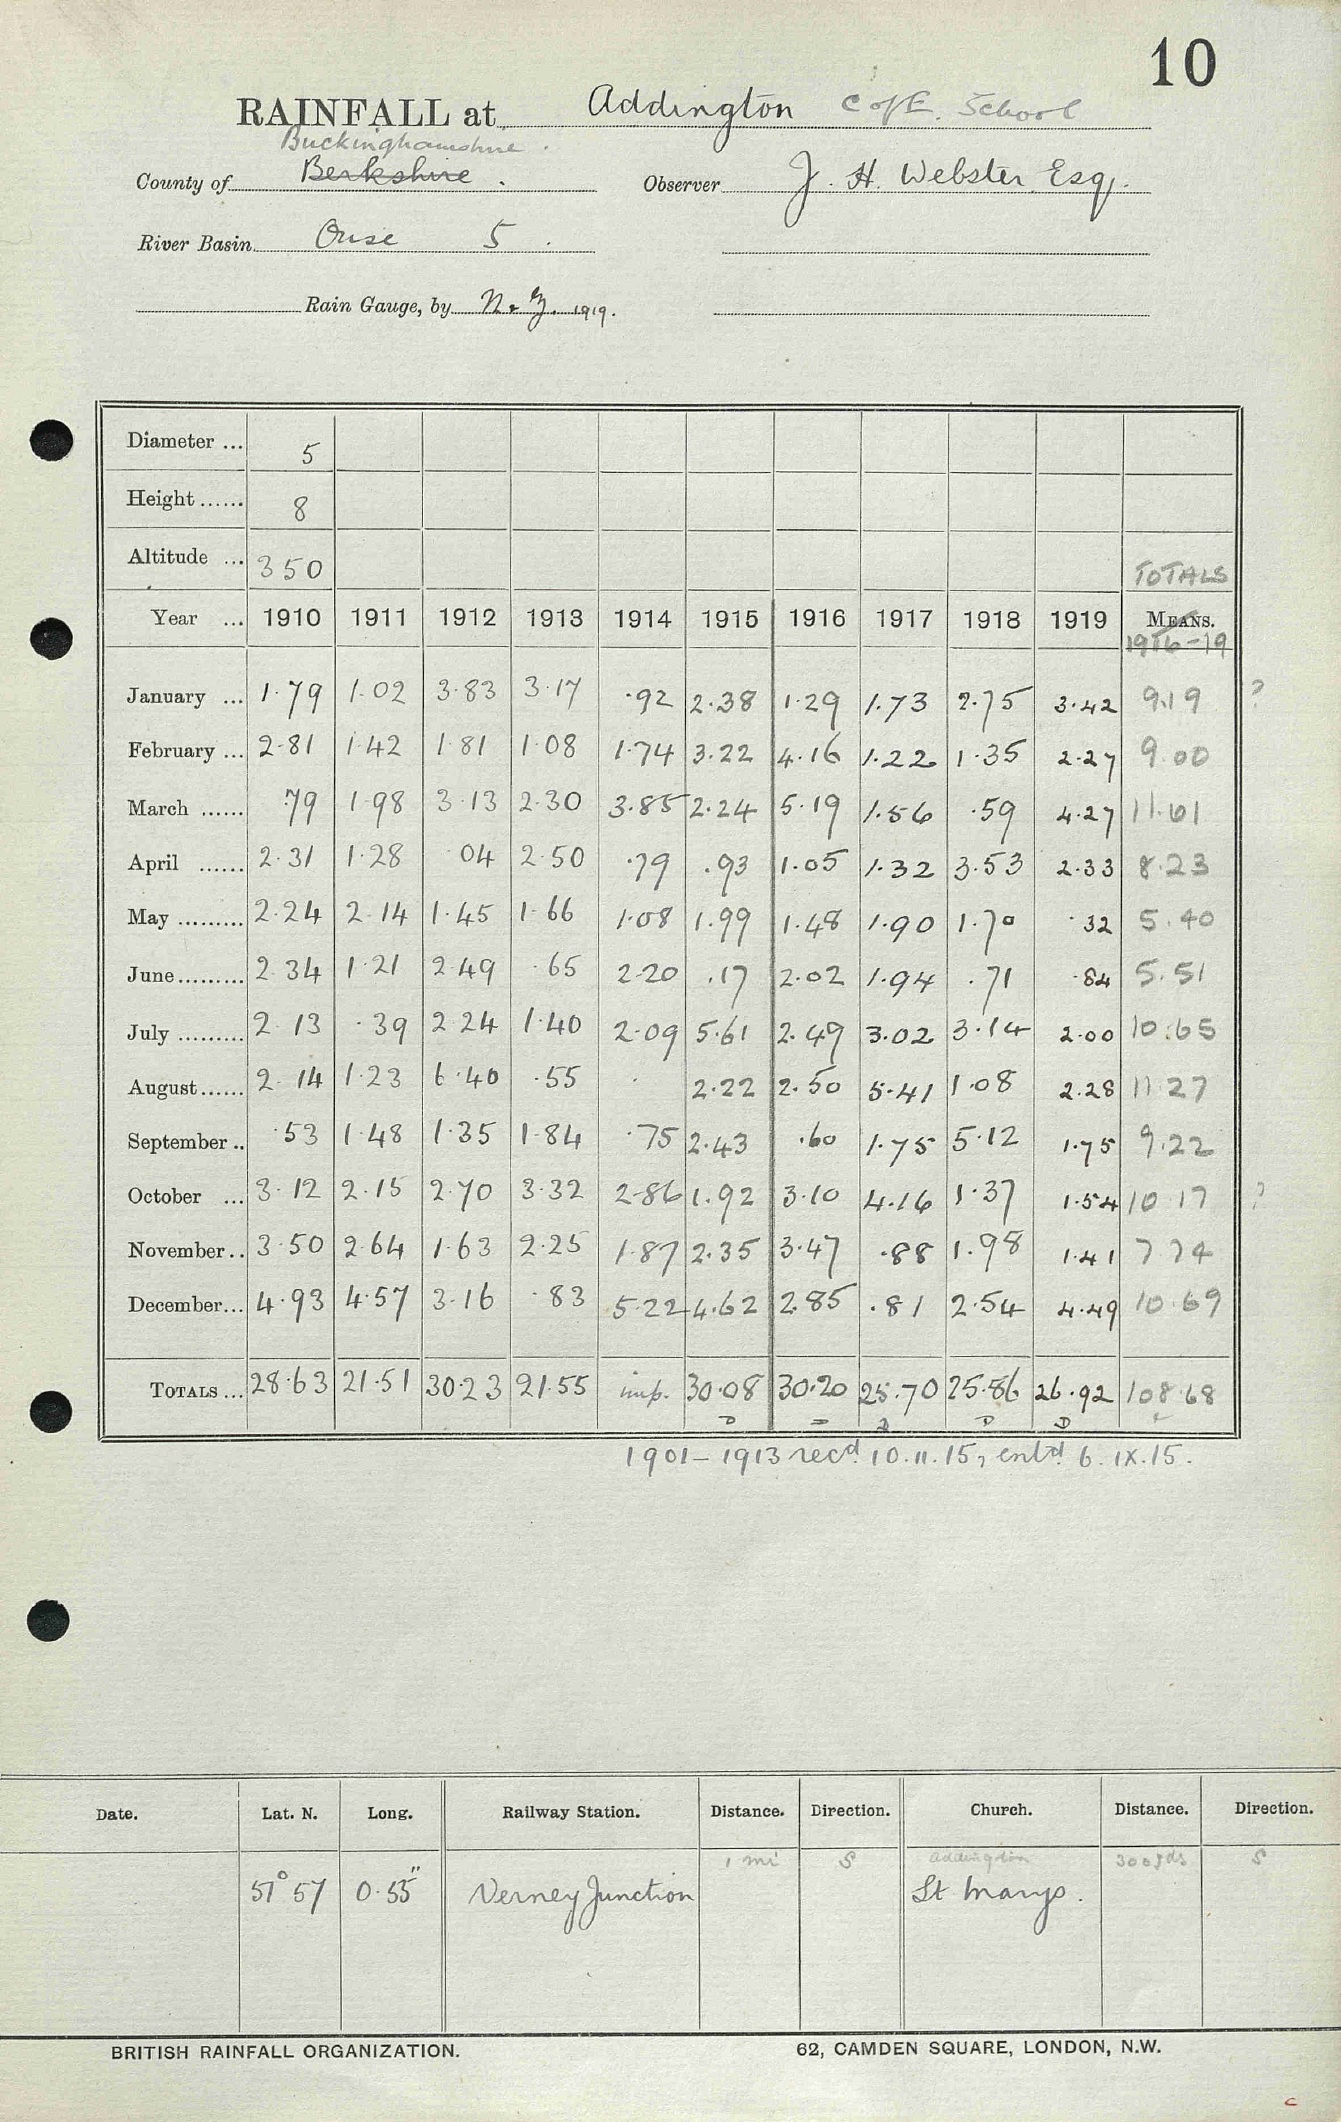 10
RAINFALL at Addington C of E. School
Buckinghamshire.
County of Berkshire. Observer J. H. Webster Esq.
River Basin Ouse 5.
Rain Gauge, by N & Z. 1919.
Diameter ... 5
Height ...... 8
Altitude ... 350 TOTALS
Year ... 1910 1911 1912 1913 1914 1915 1916 1917 1918 1919 MEANS.
1916-19
January ... 1.79 1.02 3.83 3.17 .92 2.38 1.29 1.73 2.75 3.42 9.19 ?
February ... 2.81 1.42 1.81 1.08 1.74 3.22 4.16 1.22 1.35 2.27 9.00
March ...... .79 1.98 3.13 2.30 3.85 2.24 5.19 1.56 .59 4.27 11.61
April ...... 2.31 1.28 .04 2.50 .79 .93 1.05 1.32 3.53 2.33 8.23
May ......... 2.24 2.14 1.45 1.66 1.08 1.99 1.48 1.90 1.70 .32 5.40
June ......... 2.34 1.21 2.49 .65 2.20 .17 2.02 1.94 .71 .84 5.51
July ......... 2.13 .39 2.24 1.40 2.09 5.61 2.49 3.02 3.14 2.00 10.65
August ...... 2.14 1.23 6.40 .55 . 2.22 2.50 5.41 1.08 2.28 11.27
September .. .53 1.48 1.35 1.84 .75 2.43 .60 1.75 5.12 1.75 9.22
October ... 3.12 2.15 2.70 3.32 2.86 1.92 3.10 4.16 1.37 1.54 10.17 ?
November .. 3.50 2.64 1.63 2.25 1.87 2.35 3.47 .88 1.98 1.41 7.74
December ... 4.93 4.57 3.16 .83 5.22 4.62 2.85 .81 2.54 4.49 10.69
TOTALS ... 28.63 21.51 30.23 21.55 imp. 30.08 30.20 25.70 25.86 26.92 108.68
1901-1913 recd. 10.11.15, entd. 6.IX.15.
Date. Lat. N. Long. Railway Station. Distance. Direction. Church. Distance. Direction.
1 mi S Addington 300 yds S
51° 57 0.55" Verney Junction St Marys.
BRITISH RAINFALL ORGANIZATION. 62, CAMDEN SQUARE, LONDON, N.W.
c